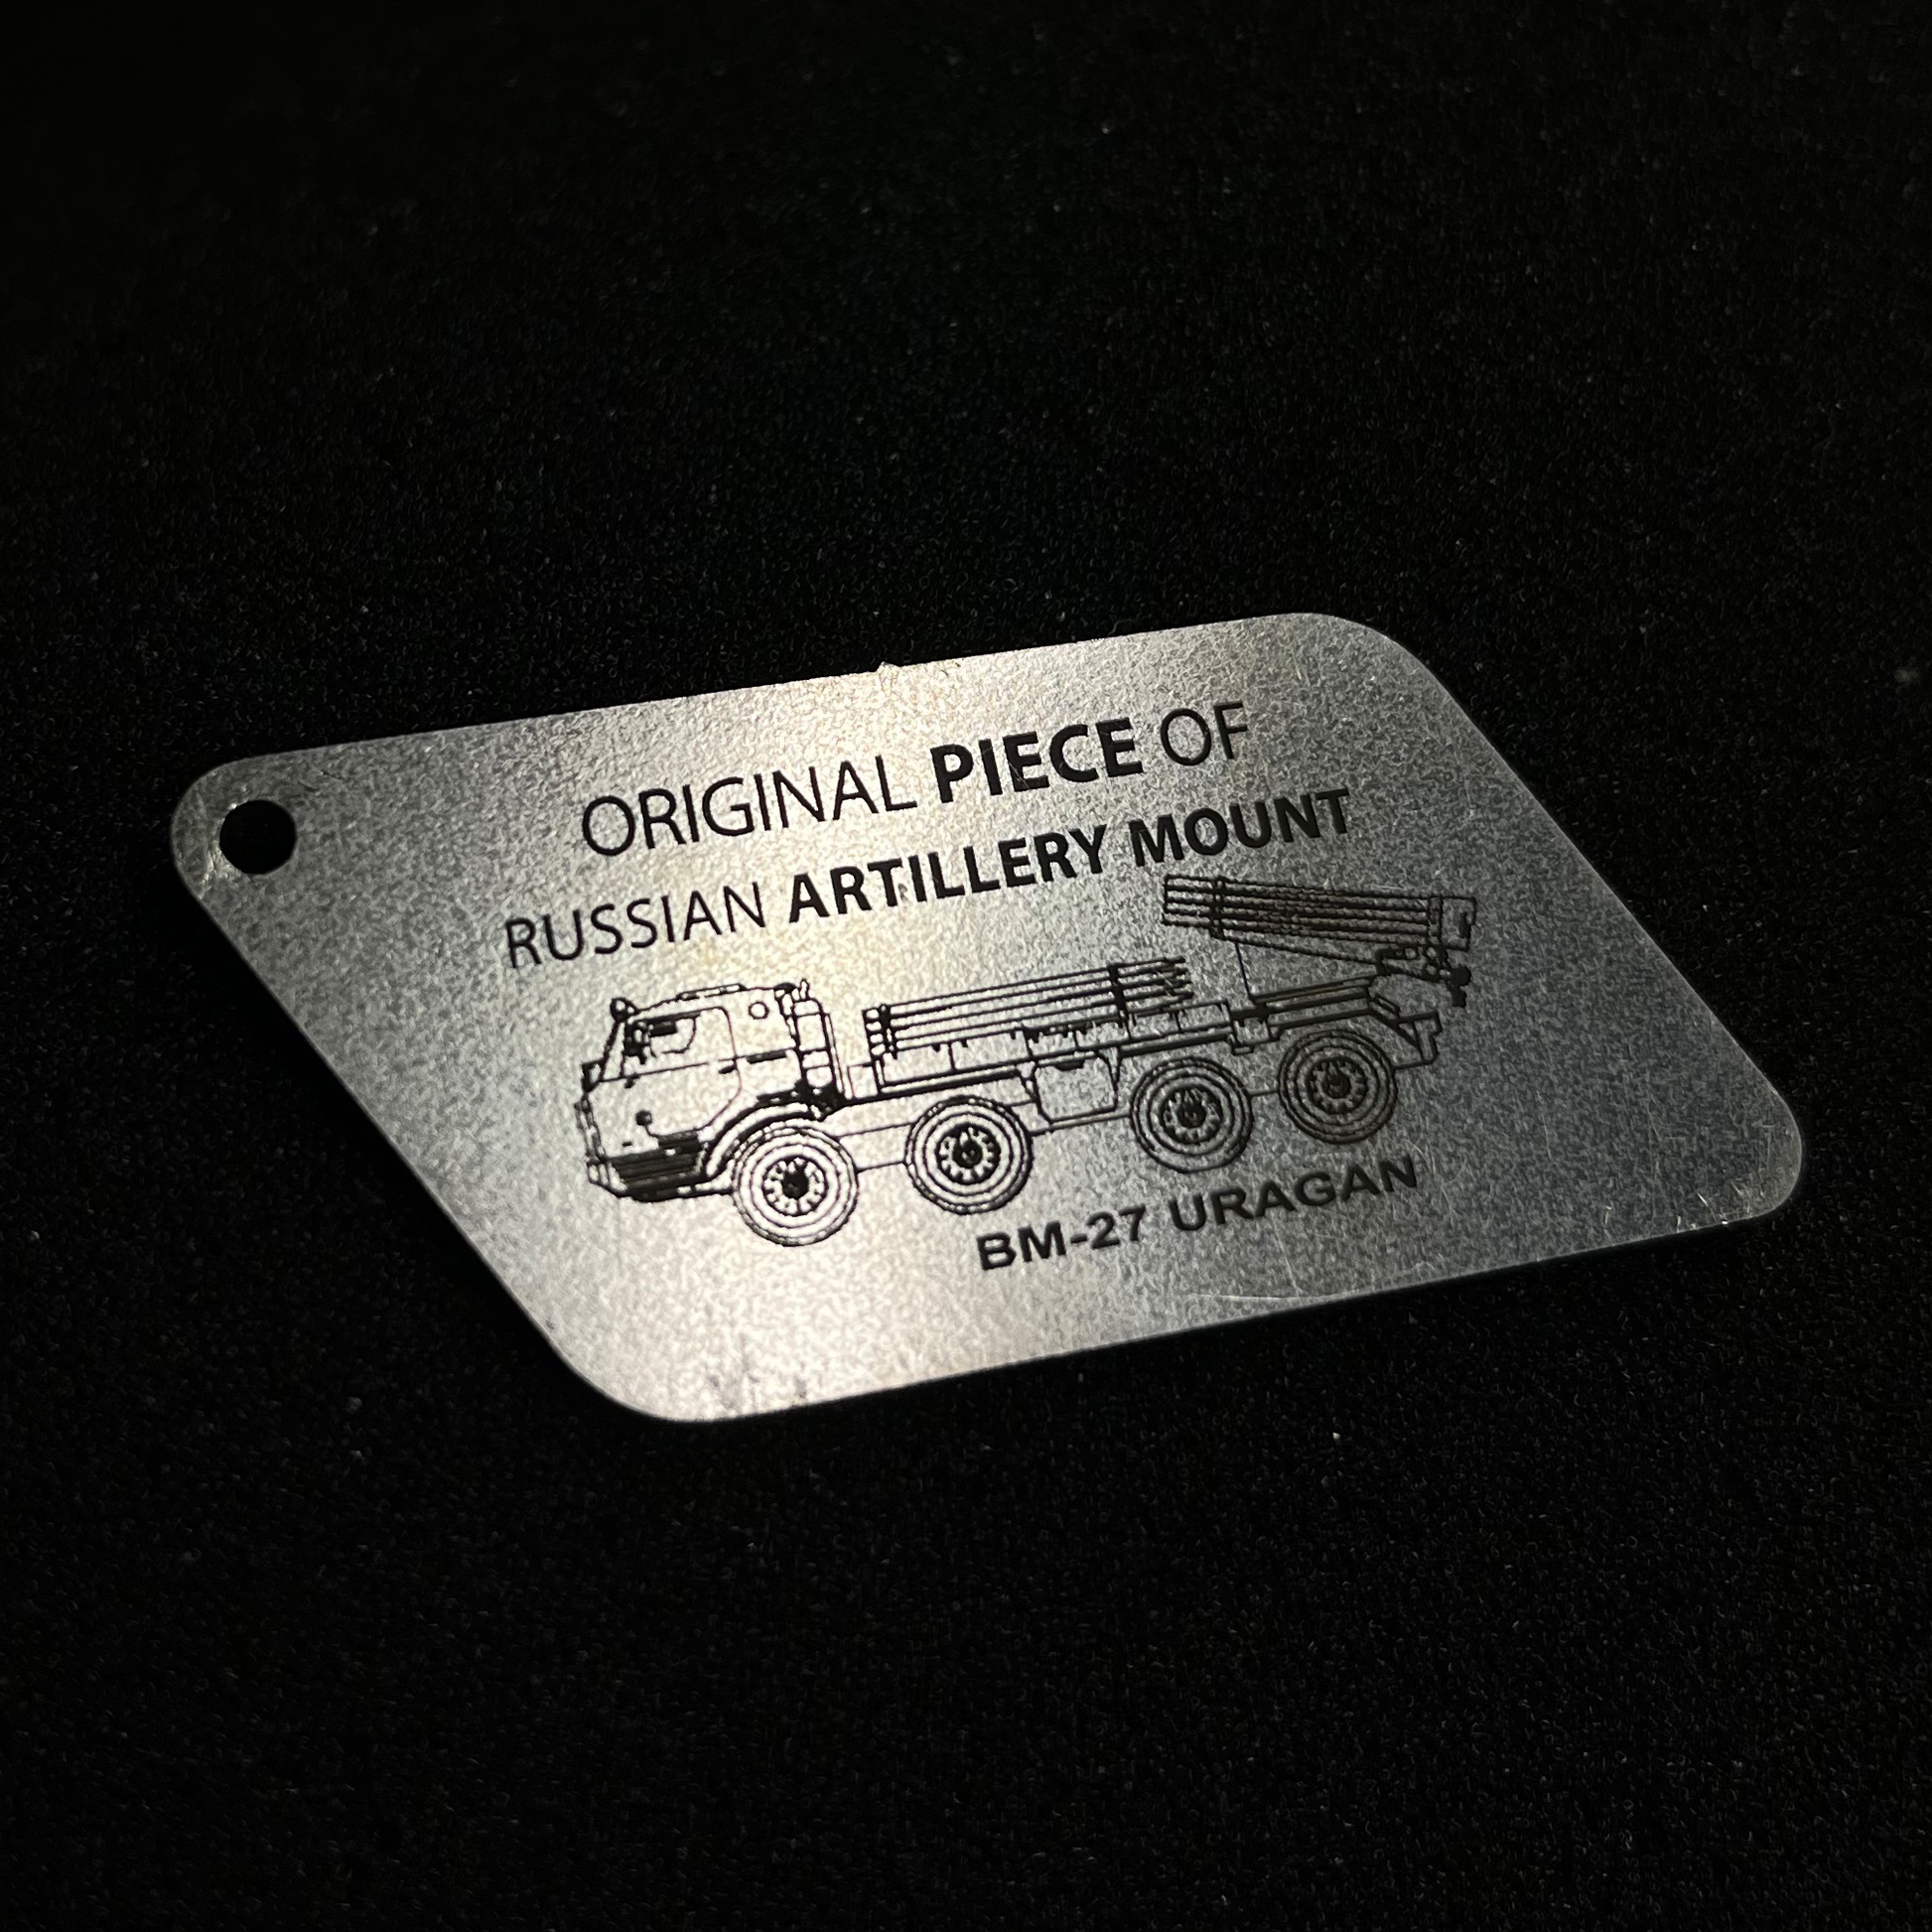 ORIGINAL PIECE OF
RUSSIAN ARTILLERY MOUNT
BM-27 URAGAN